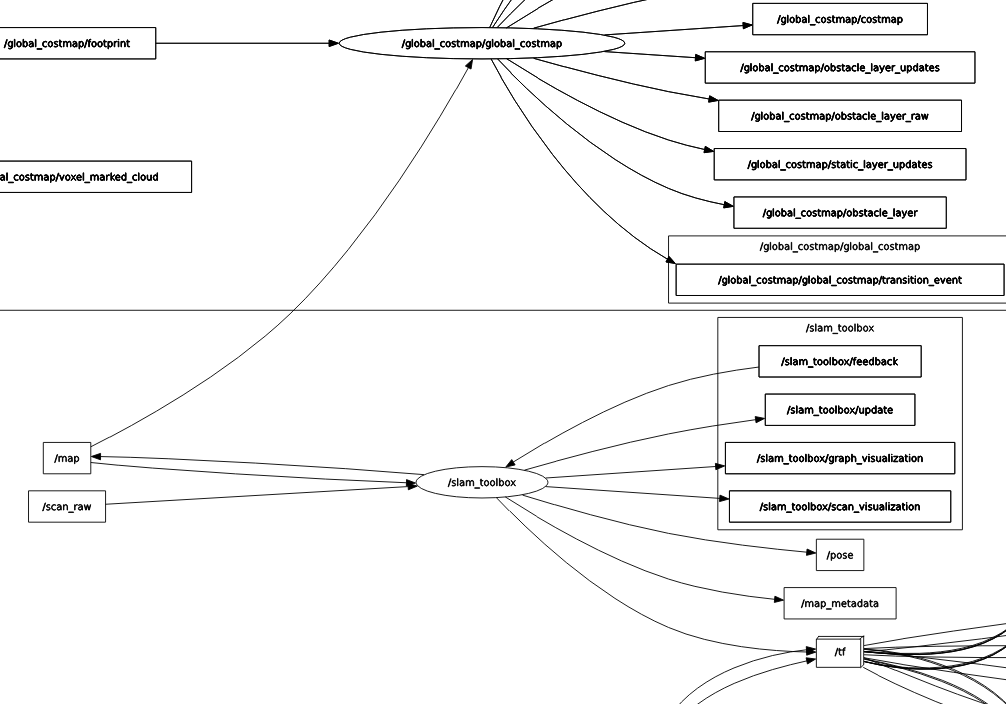 /global_costmap/costmap
/global_costmap/footprint
/global_costmap/global_costmap
/global_costmap/obstacle_layer_updates
/global_costmap/obstacle_layer_raw
/global_costmap/static_layer_updates
al_costmap/voxel_marked_cloud
/global_costmap/obstacle_layer
/global_costmap/global_costmap
/global_costmap/global_costmap/transition_event
/slam_toolbox
/slam_toolbox/feedback
/slam_toolbox/update
/map
/slam_toolbox/graph_visualization
/slam_toolbox
/scan_raw
/slam_toolbox/scan_visualization
/pose
/map_metadata
/tf